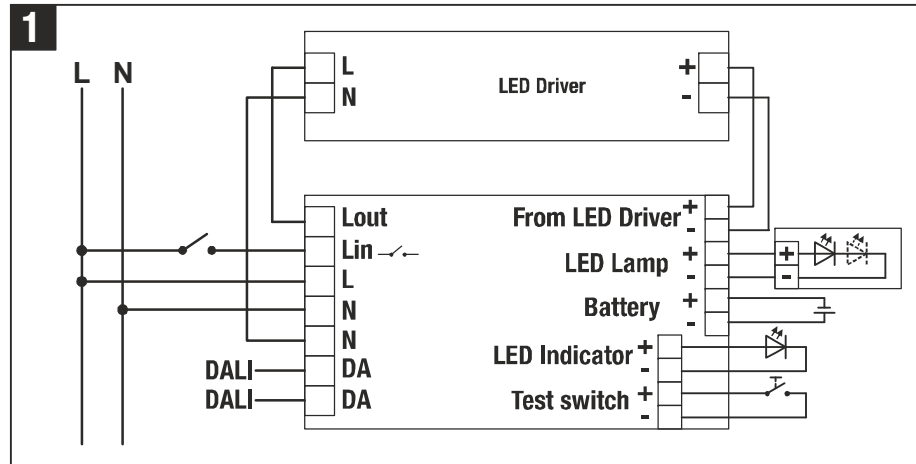 1
L N
L
N
LED Driver
+
-
Lout
Lin
L
N
N
DALI DA
DALI DA
From LED Driver +
-
LED Lamp +
-
+
-
Battery +
-
LED Indicator +
-
Test switch +
-